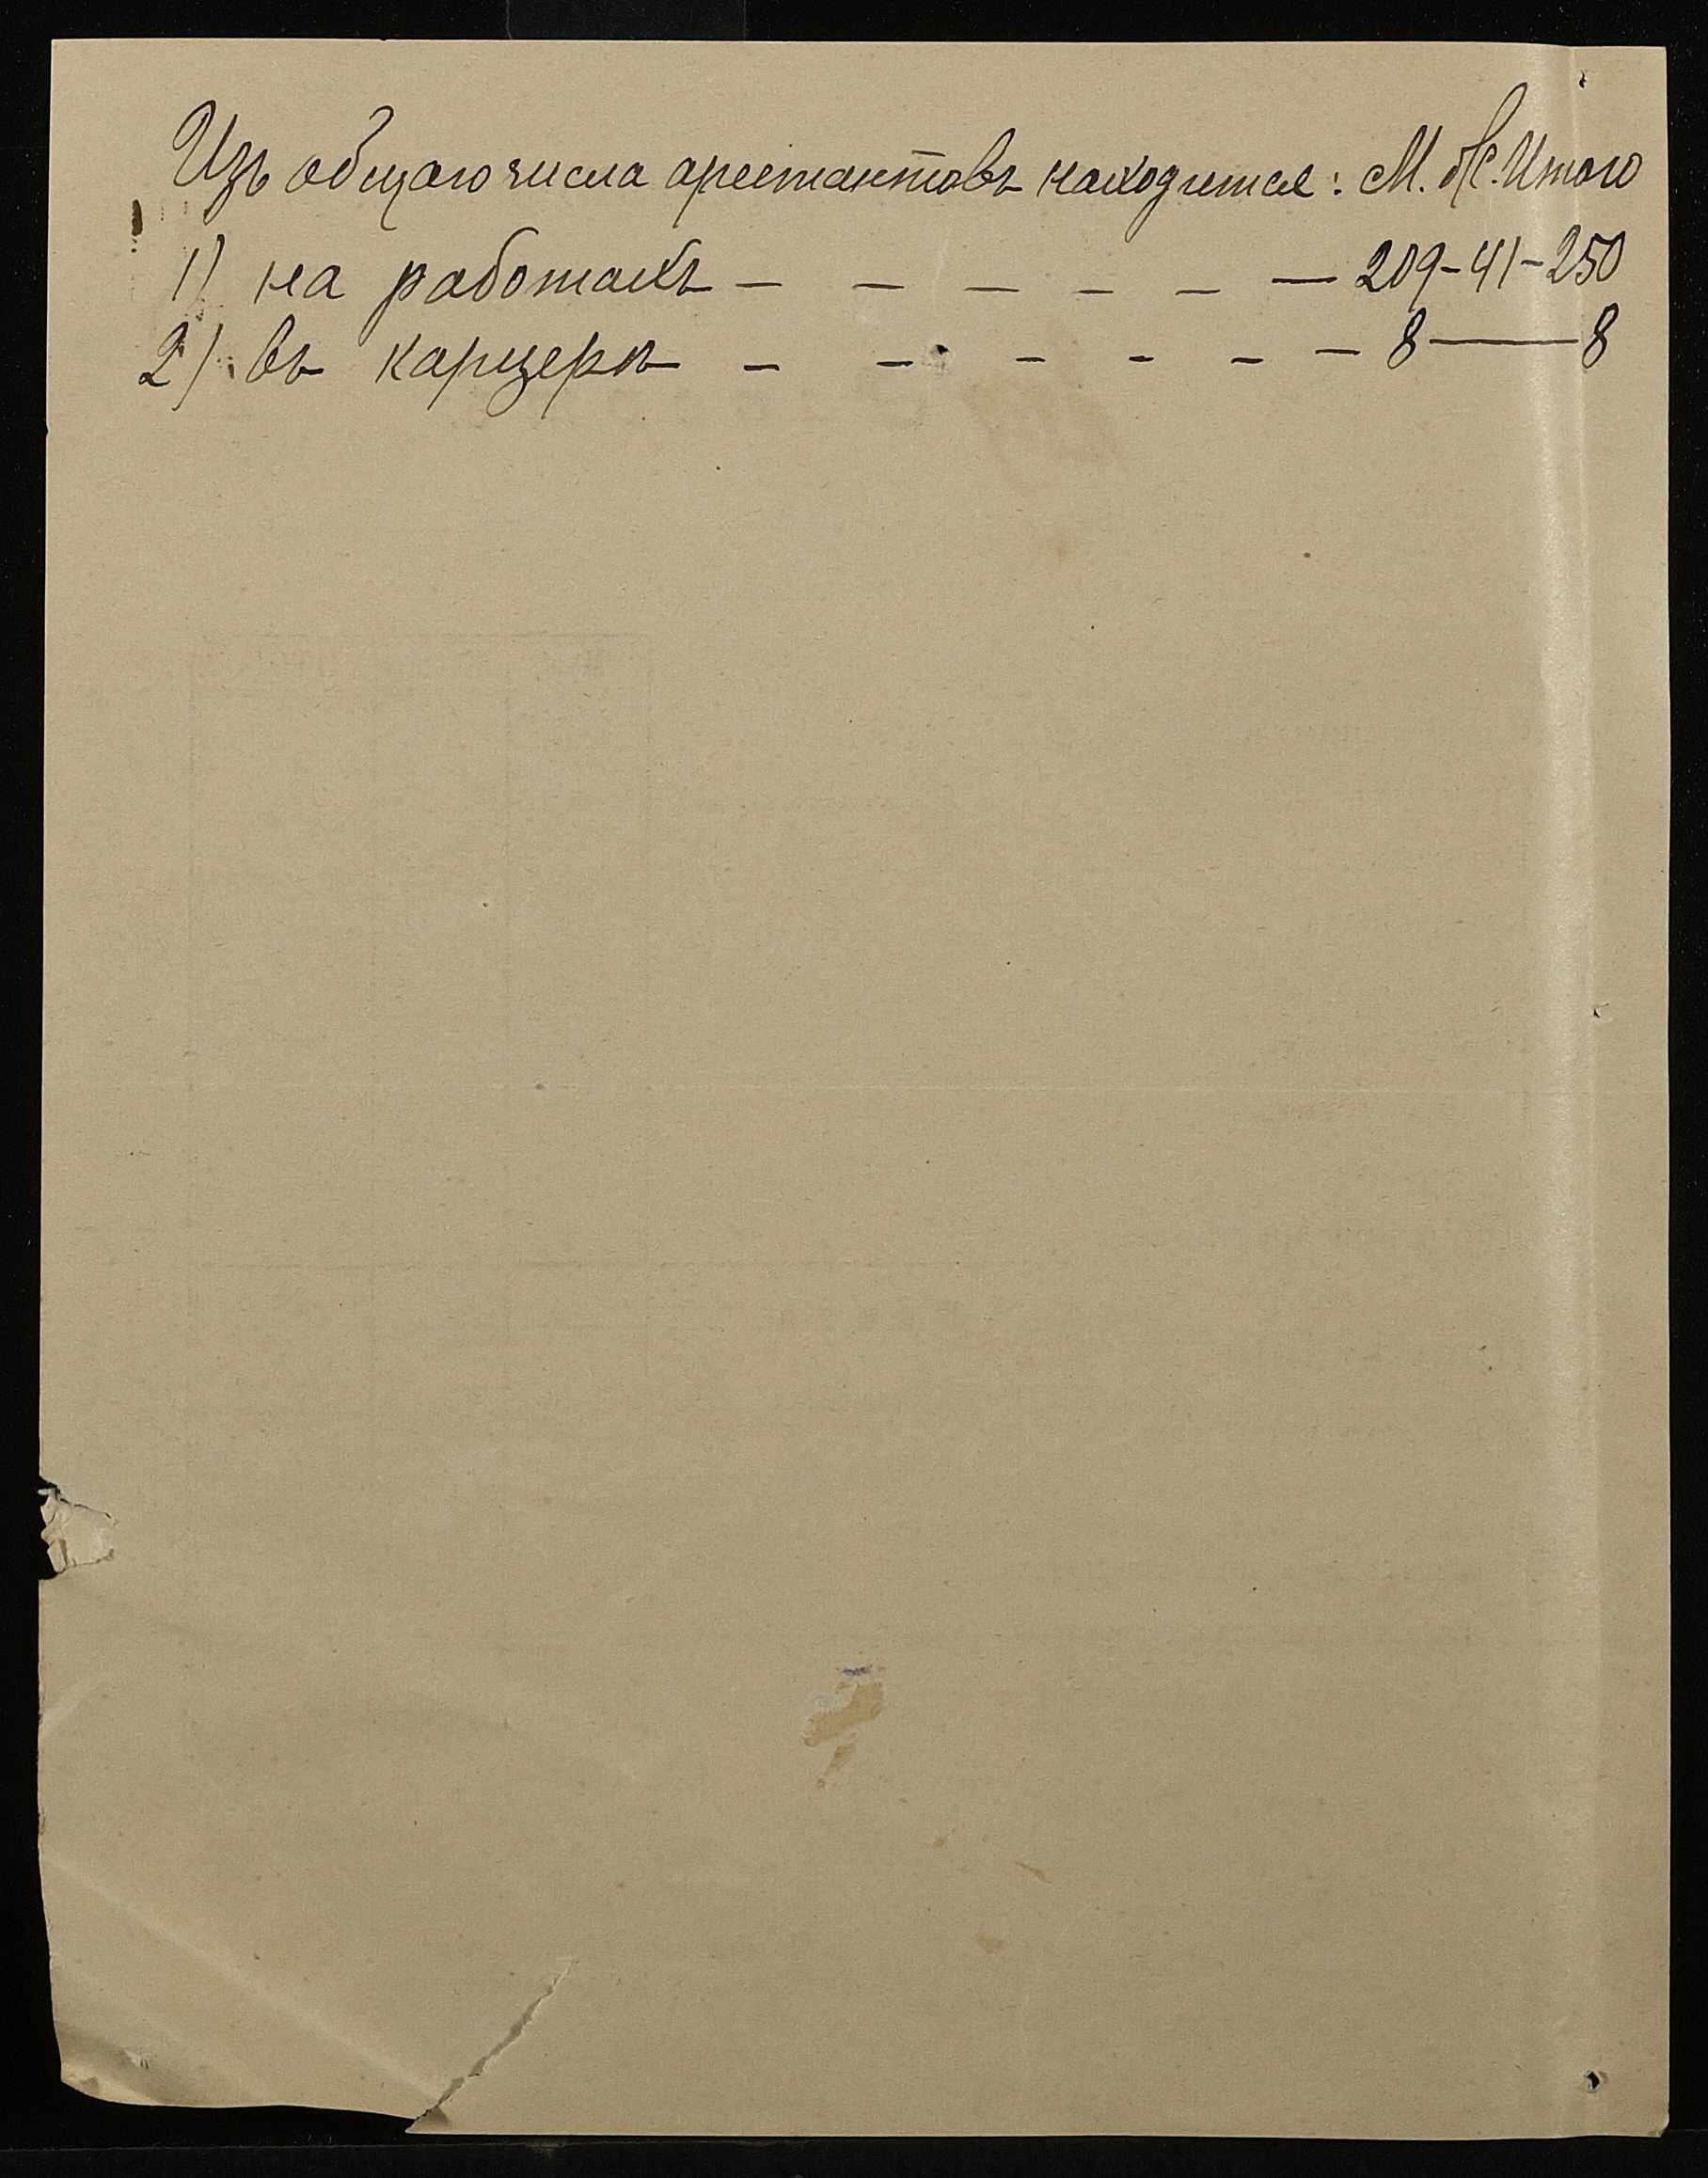 Изъ общаго числа арестантовъ находится: М. Ж. Итого
1) на работахъ — — — — — — 209-41-250
2) въ карцерѣ — — — — — — 8 — 8